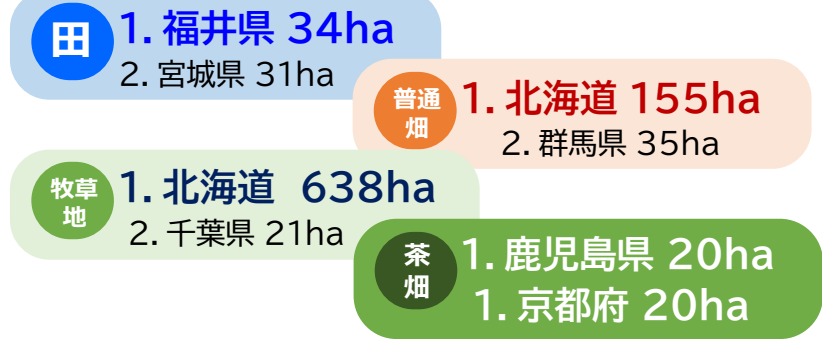 田
1. 福井県 34ha
2. 宮城県 31ha
普通
畑
1. 北海道 155ha
2. 群馬県 35ha
牧草
地
1. 北海道 638ha
2. 千葉県 21ha
茶
畑
1. 鹿児島県 20ha
1. 京都府 20ha